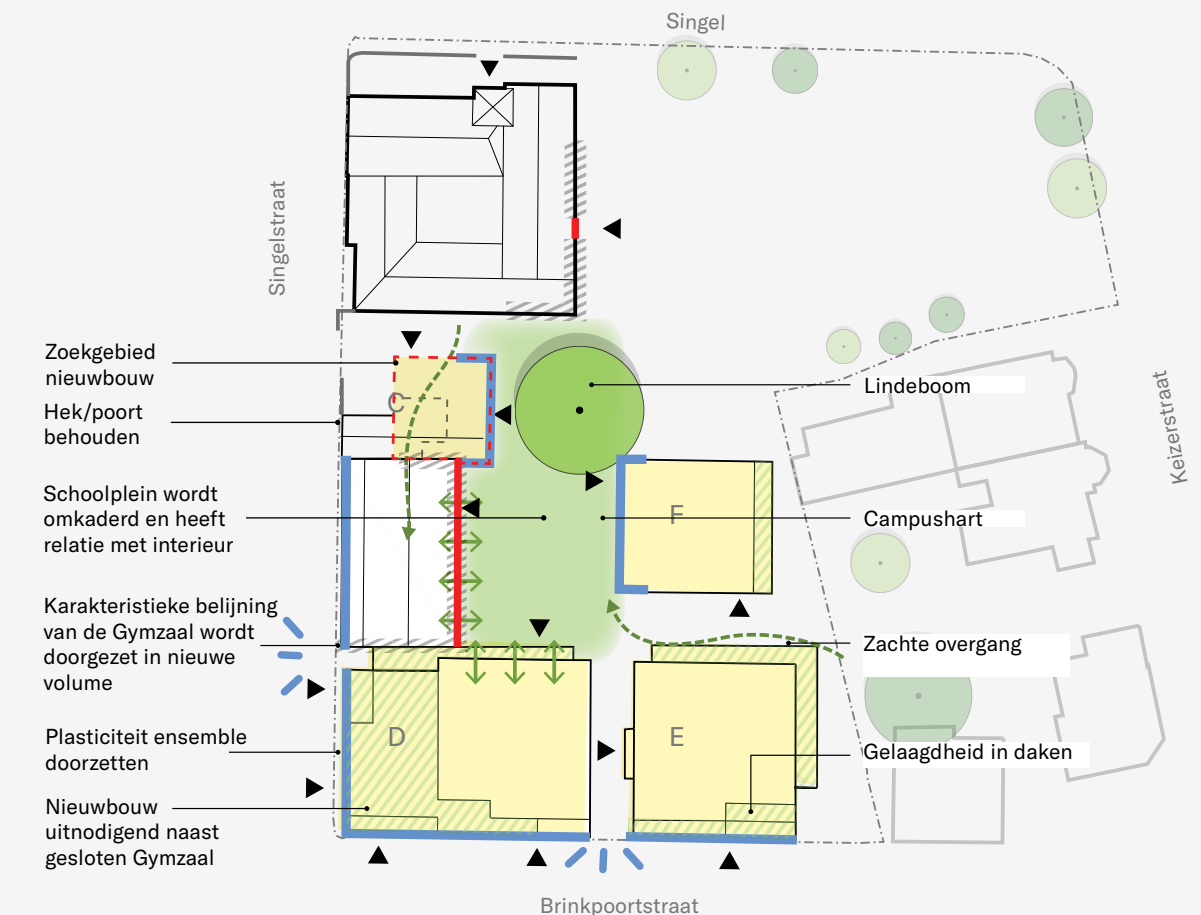 Singel
Singelstraat
Keizerstraat
Zoekgebied
nieuwbouw
Hek/poort
behouden
Schoolplein wordt
omkaderd en heeft
relatie met interieur
Karakteristieke belijning
van de Gymzaal wordt
doorgezet in nieuwe
volume
Plasticiteit ensemble
doorzetten
Nieuwbouw
uitnodigend naast
gesloten Gymzaal
C
F
D
E
Lindeboom
Campushart
Zachte overgang
Gelaagdheid in daken
Brinkpoortstraat